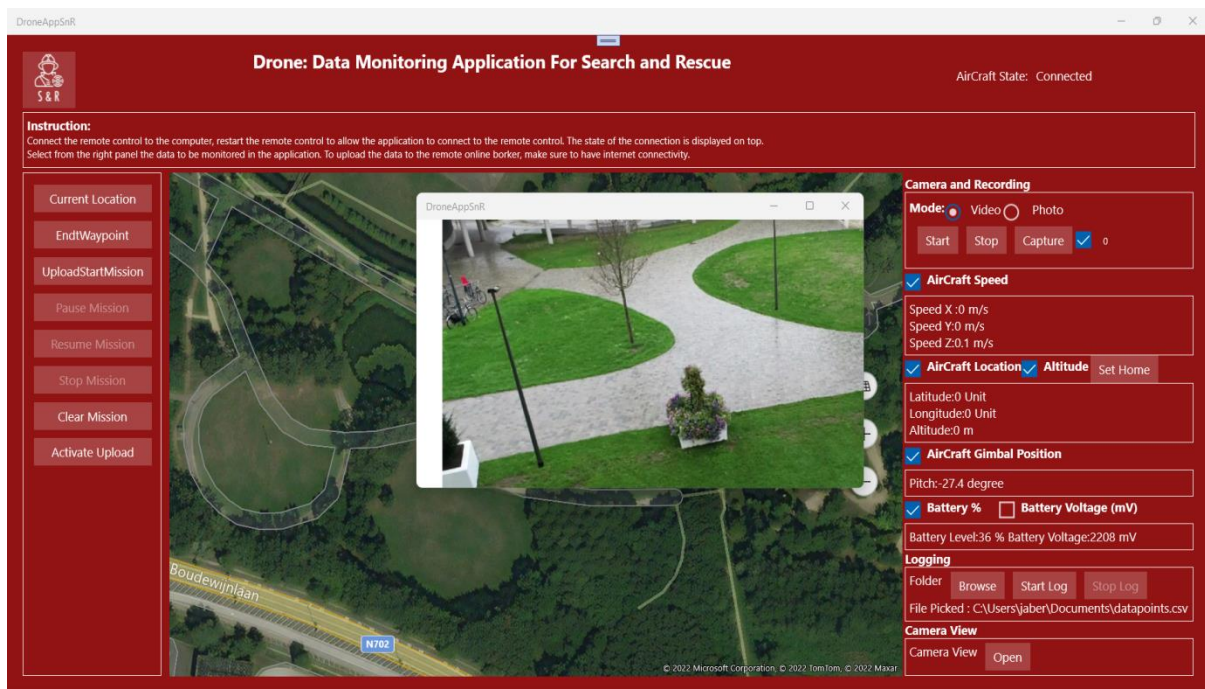 DroneAppSnR
Drone: Data Monitoring Application For Search and Rescue
AirCraft State: Connected
S & R
Instruction:
Connect the remote control to the computer, restart the remote control to allow the application to connect to the remote control. The state of the connection is displayed on top.
Select from the right panel the data to be monitored in the application. To upload the data to the remote online borker, make sure to have internet connectivity.
Current Location
EndtWaypoint
UploadStartMission
Pause Mission
Resume Mission
Stop Mission
Clear Mission
Activate Upload
DroneAppSnR
Boudewijnlaan
N702
© 2022 Microsoft Corporation, © 2022 TomTom, © 2022 Maxar
Camera and Recording
Mode: Video Photo
Start Stop Capture 0
AirCraft Speed
Speed X :0 m/s
Speed Y:0 m/s
Speed Z:0.1 m/s
AirCraft Location Altitude Set Home
Latitude:0 Unit
Longitude:0 Unit
Altitude:0 m
AirCraft Gimbal Position
Pitch:-27.4 degree
Battery % Battery Voltage (mV)
Battery Level:36 % Battery Voltage:2208 mV
Logging
Folder Browse Start Log Stop Log
File Picked : C:\Users\jaber\Documents\datapoints.csv
Camera View
Camera View Open